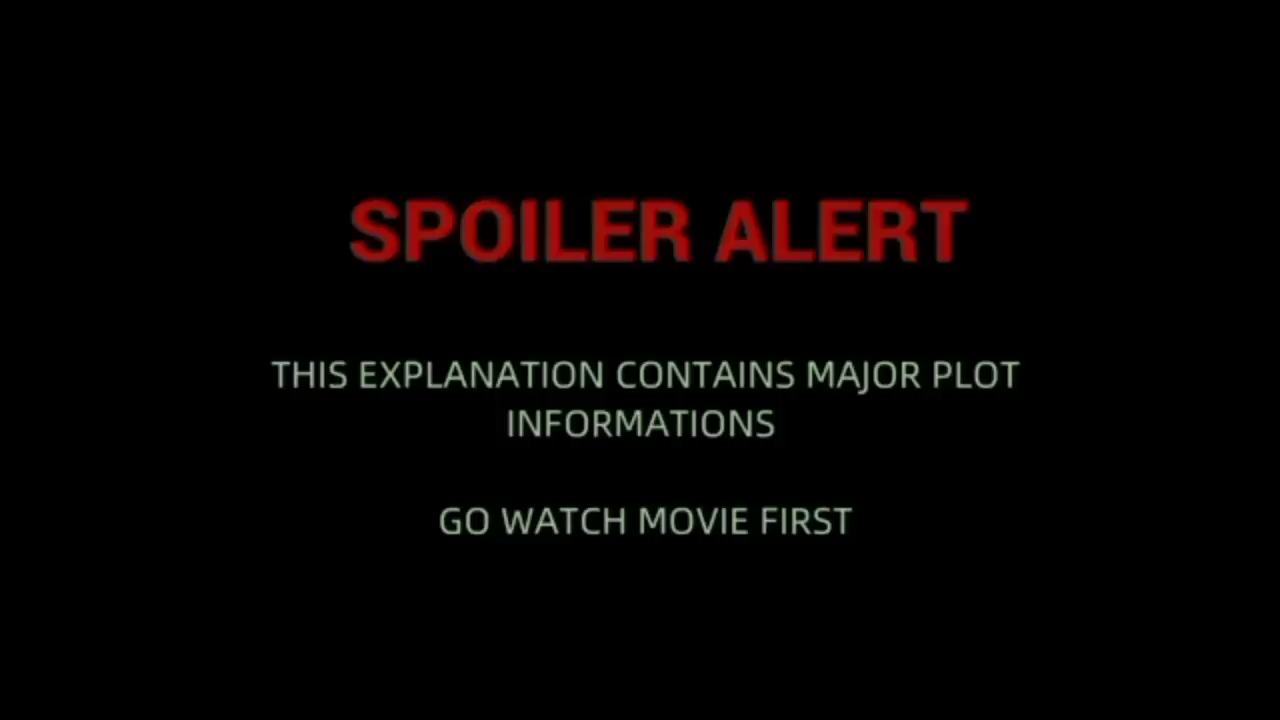 SPOILER ALERT
THIS EXPLANATION CONTAINS MAJOR PLOT
INFORMATIONS
GO WATCH MOVIE FIRST